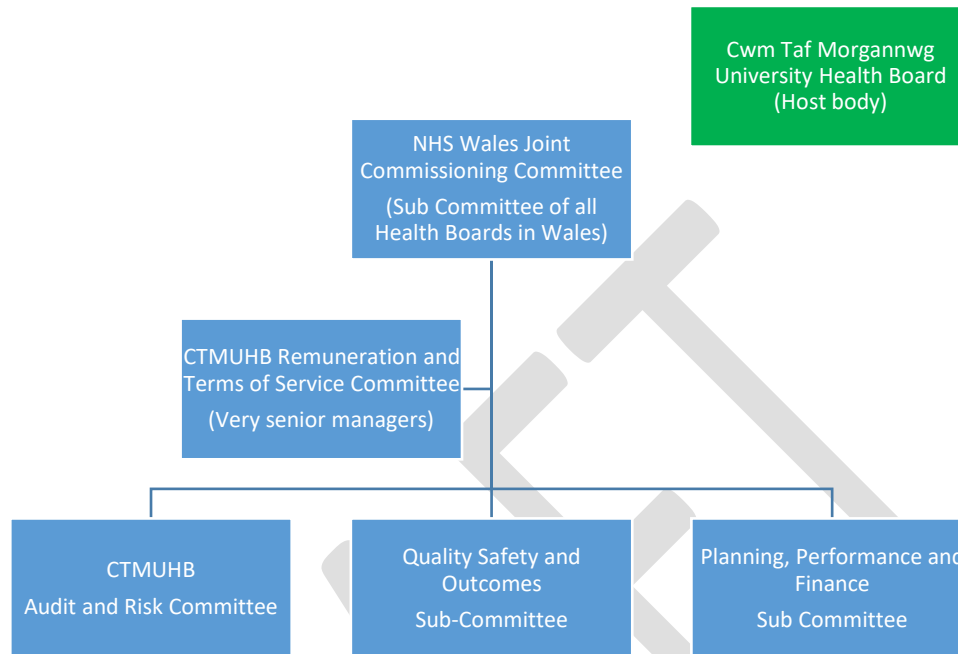 Cwm Taf Morgannwg
University Health Board
(Host body)
NHS Wales Joint
Commissioning Committee
(Sub Committee of all
Health Boards in Wales)
CTMUHB Remuneration and
Terms of Service Committee
(Very senior managers)
CTMUHB
Audit and Risk Committee
Quality Safety and
Outcomes
Sub-Committee
Planning, Performance and
Finance
Sub Committee